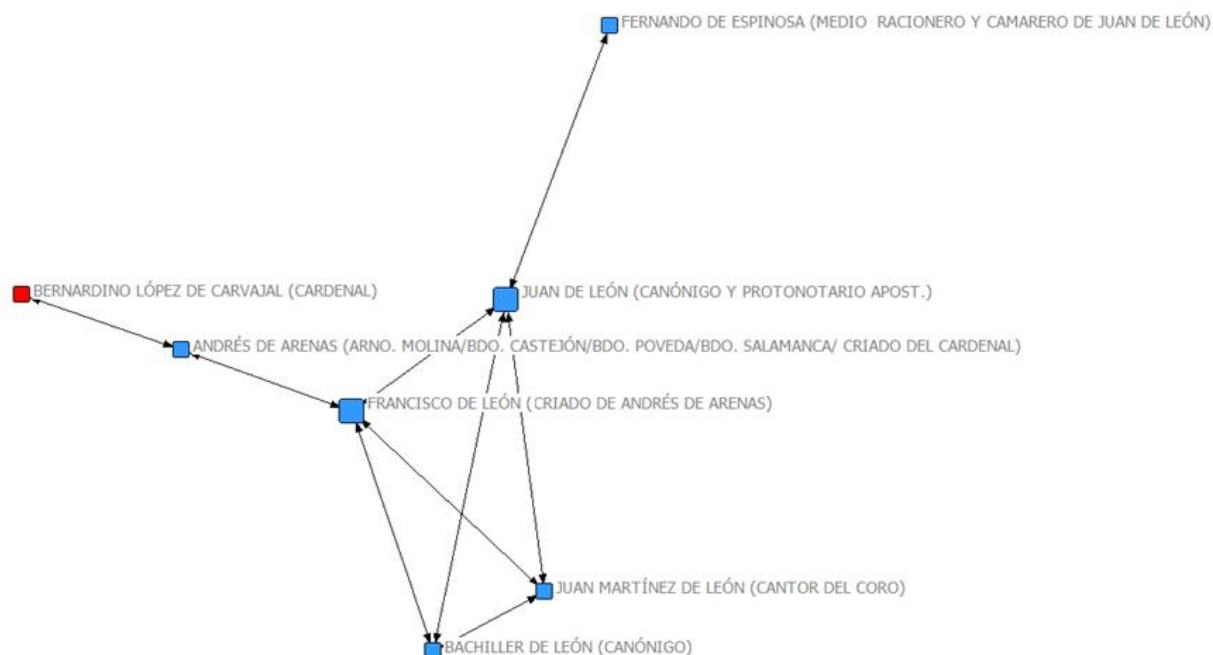 FERNANDO DE ESPINOSA (MEDIO RACIONERO Y CAMARERO DE JUAN DE LEÓN)
BERNARDINO LÓPEZ DE CARVAJAL (CARDENAL)
JUAN DE LEÓN (CANÓNIGO Y PROTONOTARIO APOST.)
ANDRÉS DE ARENAS (ARNO. MOLINA/BDO. CASTEJÓN/BDO. POVEDA/BDO. SALAMANCA/ CRIADO DEL CARDENAL)
FRANCISCO DE LEÓN (CRIADO DE ANDRÉS DE ARENAS)
JUAN MARTÍNEZ DE LEÓN (CANTOR DEL CORO)
BACHILLER DE LEÓN (CANÓNIGO)